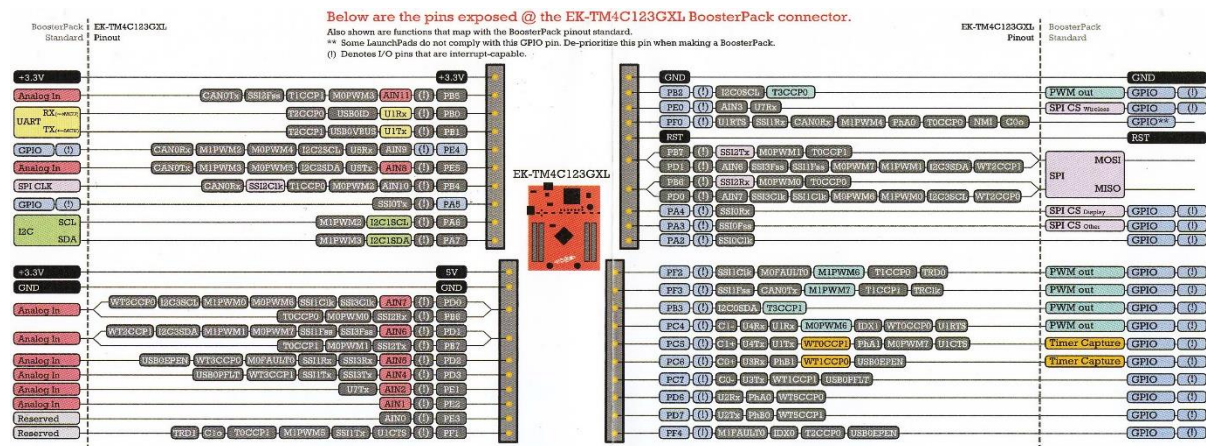 Below are the pins exposed @ the EK-TM4C123GXL BoosterPack connector.
Also shown are functions that map with the BoosterPack pinout standard.
** Some LaunchPads do not comply with this GPIO pin. De-prioritize this pin when making a BoosterPack.
(!) Denotes I/O pins that are interrupt-capable.
BoosterPack Standard
EK-TM4C123GXL Pinout
+3.3V +3.3V
Analog In CAN0Tx SSI2Fss T1CCP1 M0PWM3 AIN11 (!) PB5
UART RX T2CCP0 USB0ID U1Rx (!) PB0
TX T2CCP1 USB0VBUS U1Tx (!) PB1
GPIO (!) CAN0Rx M1PWM2 M0PWM4 I2C2SCL U5Rx AIN9 (!) PE4
Analog In CAN0Tx M1PWM3 M0PWM5 I2C2SDA U5Tx AIN8 (!) PE5
SPI CLK CAN0Rx SSI2Clk T1CCP0 M0PWM2 AIN10 (!) PB4
GPIO (!) SSI0Tx (!) PA5
I2C SCL M1PWM2 I2C1SCL (!) PA6
SDA M1PWM3 I2C1SDA (!) PA7
+3.3V 5V
GND GND
Analog In WT2CCP0 I2C3SCL M1PWM0 M0PWM6 SSI1Clk SSI3Clk AIN7 (!) PD0
T0CCP0 M0PWM0 SSI2Rx (!) PB6
Analog In WT2CCP1 I2C3SDA M1PWM1 M0PWM7 SSI1Fss SSI3Fss AIN6 (!) PD1
T0CCP1 M0PWM1 SSI2Tx (!) PB7
Analog In USB0EPEN WT3CCP0 M0FAULT0 SSI1Rx SSI3Rx AIN5 (!) PD2
Analog In USB0PFLT WT3CCP1 SSI1Tx SSI3Tx AIN4 (!) PD3
Analog In U7Tx AIN2 (!) PE1
Analog In AIN1 (!) PE2
Reserved AIN0 (!) PE3
Reserved TRD1 C1o T0CCP1 M1PWM5 SSI1Tx U1CTS (!) PF1
EK-TM4C123GXL
EK-TM4C123GXL Pinout
BoosterPack Standard
GND GND
PB2 (!) I2C0SCL T3CCP0 PWM out GPIO (!)
PE0 (!) AIN3 U7Rx SPI CS Wireless GPIO (!)
PF0 (!) U1RTS SSI1Rx CAN0Rx M1PWM4 PhA0 T0CCP0 NMI C0o GPIO**
RST RST
PB7 (!) SSI2Tx M0PWM1 T0CCP1
PD1 (!) AIN6 SSI3Fss SSI1Fss M0PWM7 M1PWM1 I2C3SDA WT2CCP1
SPI MOSI
PB6 (!) SSI2Rx M0PWM0 T0CCP0
PD0 (!) AIN7 SSI3Clk SSI1Clk M0PWM6 M1PWM0 I2C3SCL WT2CCP0
MISO
PA4 (!) SSI0Rx SPI CS Display GPIO (!)
PA3 (!) SSI0Fss SPI CS Other GPIO (!)
PA2 (!) SSI0Clk GPIO (!)
PF2 (!) SSI1Clk M0FAULT0 M1PWM6 T1CCP0 TRD0 PWM out GPIO (!)
PF3 (!) SSI1Fss CAN0Tx M1PWM7 T1CCP1 TRClk PWM out GPIO (!)
PB3 (!) I2C0SDA T3CCP1 PWM out GPIO (!)
PC4 (!) C1- U4Rx U1Rx M0PWM6 IDX1 WT0CCP0 U1RTS PWM out GPIO (!)
PC5 (!) C1+ U4Tx U1Tx WT0CCP1 PhA1 M0PWM7 U1CTS Timer Capture GPIO (!)
PC6 (!) C0+ U3Rx PhB1 WT1CCP0 USB0EPEN Timer Capture GPIO (!)
PC7 (!) C0- U3Tx WT1CCP1 USB0PFLT GPIO (!)
PD6 (!) U2Rx PhA0 WT5CCP0 GPIO (!)
PD7 (!) U2Tx PhB0 WT5CCP1 GPIO (!)
PF4 (!) M1FAULT0 IDX0 T2CCP0 USB0EPEN GPIO (!)